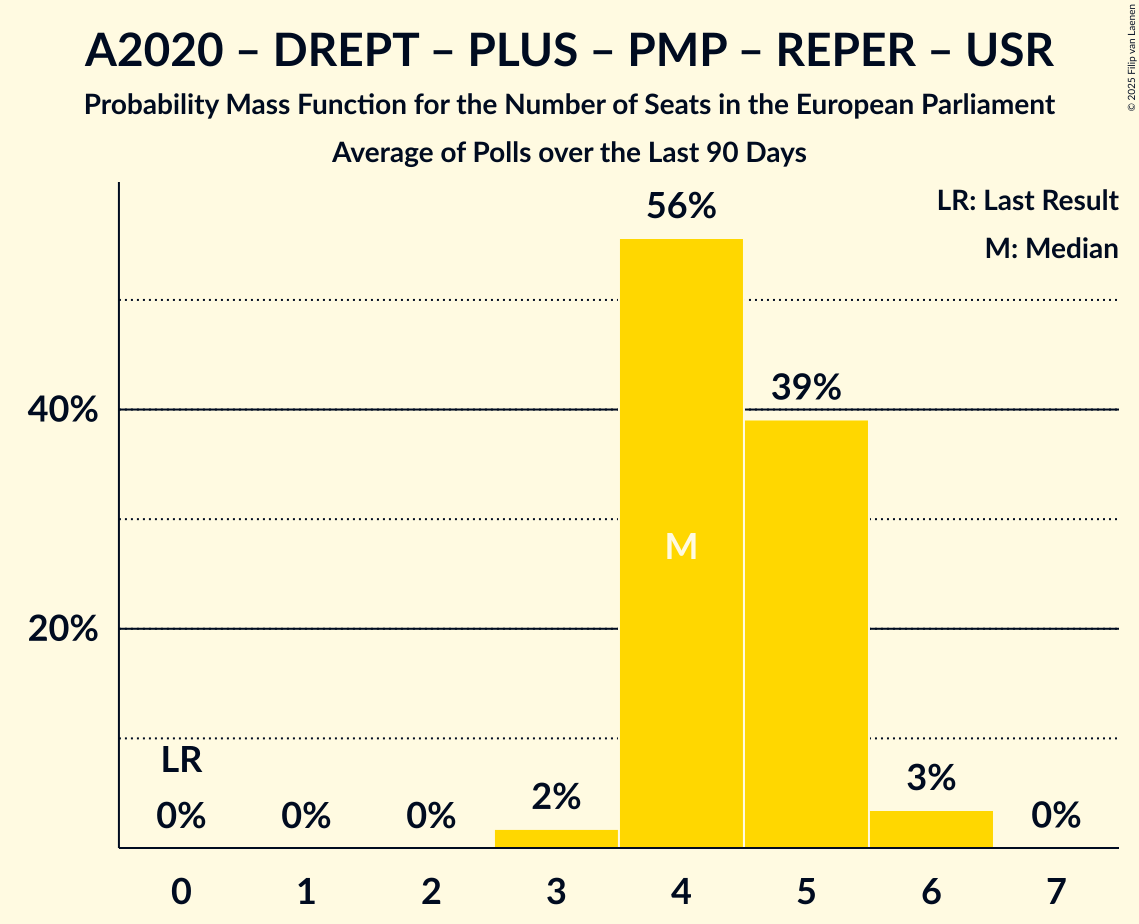 A2020 – DREPT – PLUS – PMP – REPER – USR
Probability Mass Function for the Number of Seats in the European Parliament
Average of Polls over the Last 90 Days
© 2025 Filip van Laenen
LR: Last Result
M: Median
56%
39%
40%
M
20%
LR
0%
0%
0%
2%
3%
0%
0
1
2
3
4
5
6
7